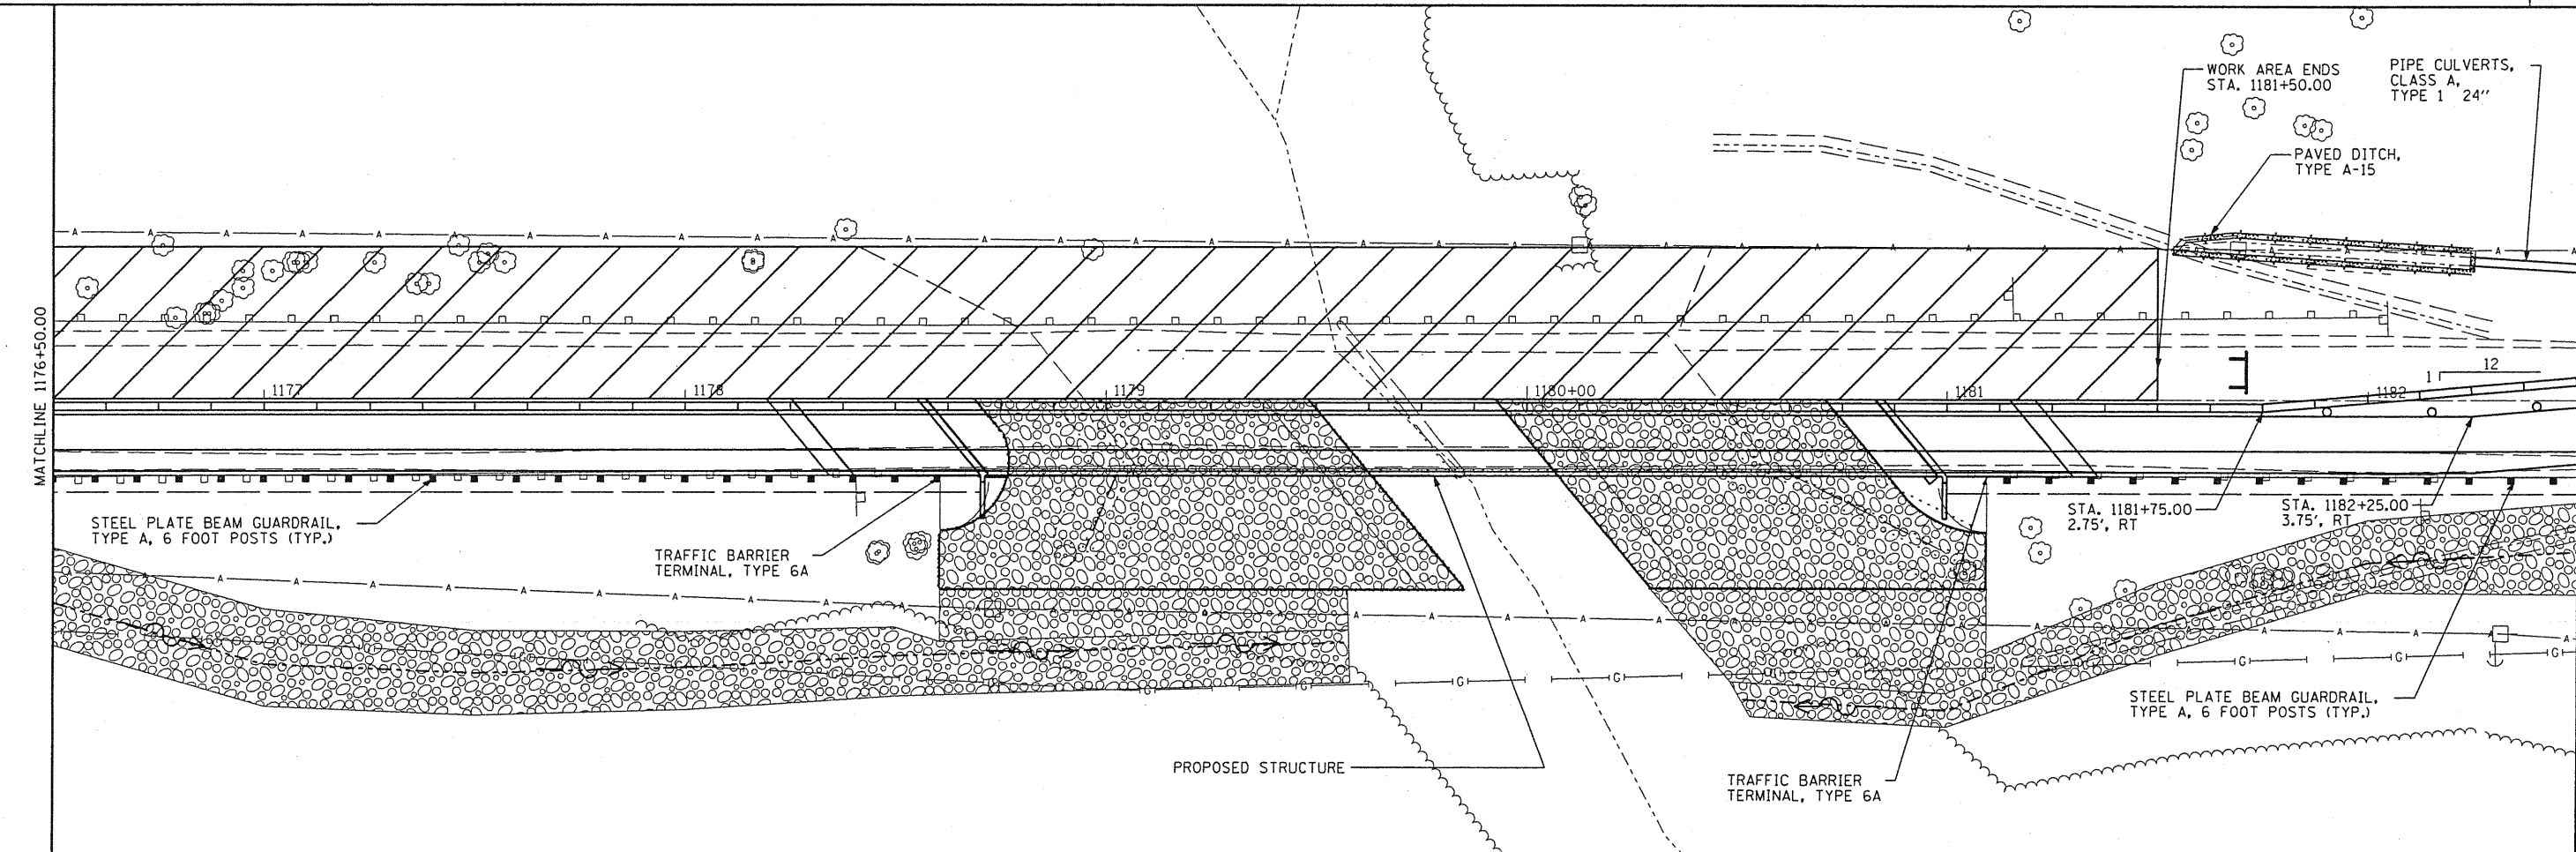 WORK AREA ENDS
STA. 1181+50.00
PIPE CULVERTS,
CLASS A,
TYPE 1 24"
PAVED DITCH,
TYPE A-15
MATCHLINE 1176+50.00
A A A A A A A A A A A A A A
1177
1178
1179
1180+00
1181
1182
1
12
STEEL PLATE BEAM GUARDRAIL,
TYPE A, 6 FOOT POSTS (TYP.)
TRAFFIC BARRIER
TERMINAL, TYPE 6A
STA. 1181+75.00
2.75', RT
STA. 1182+25.00
3.75', RT
PROPOSED STRUCTURE
TRAFFIC BARRIER
TERMINAL, TYPE 6A
STEEL PLATE BEAM GUARDRAIL,
TYPE A, 6 FOOT POSTS (TYP.)
G G G G G G G